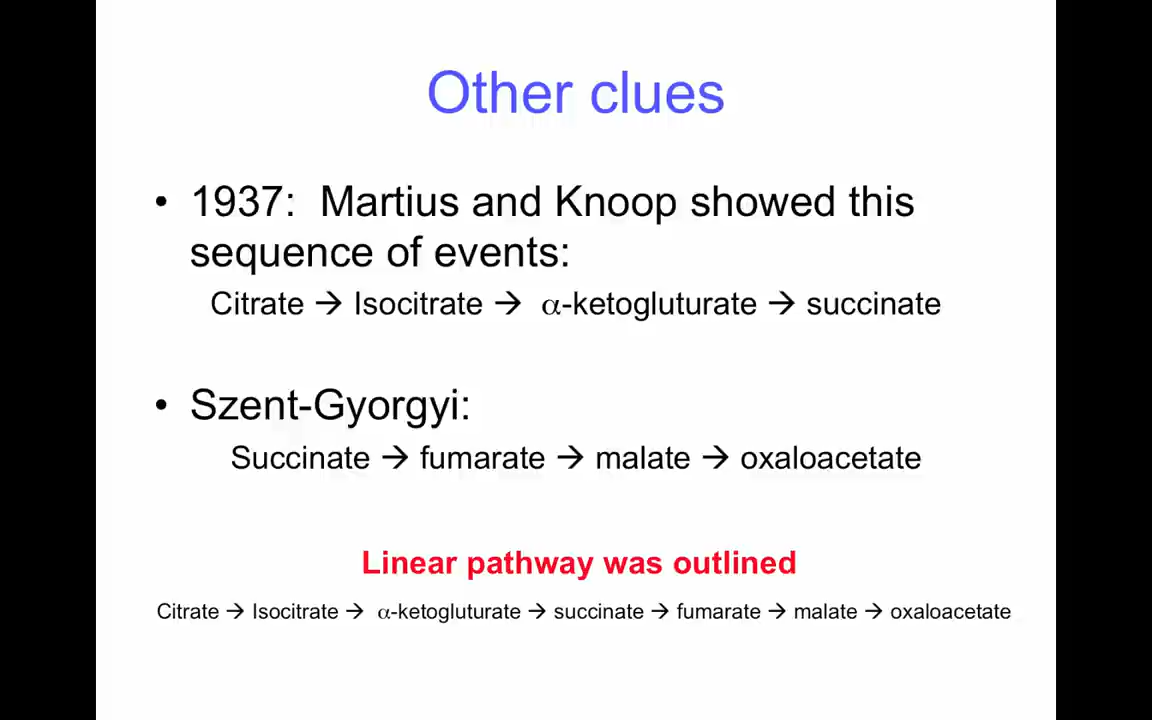 Other clues
• 1937:  Martius and Knoop showed this
sequence of events:
Citrate → Isocitrate →  α-ketogluturate → succinate
• Szent-Gyorgyi:
Succinate → fumarate → malate → oxaloacetate
Linear pathway was outlined
Citrate → Isocitrate →  α-ketogluturate → succinate → fumarate → malate → oxaloacetate